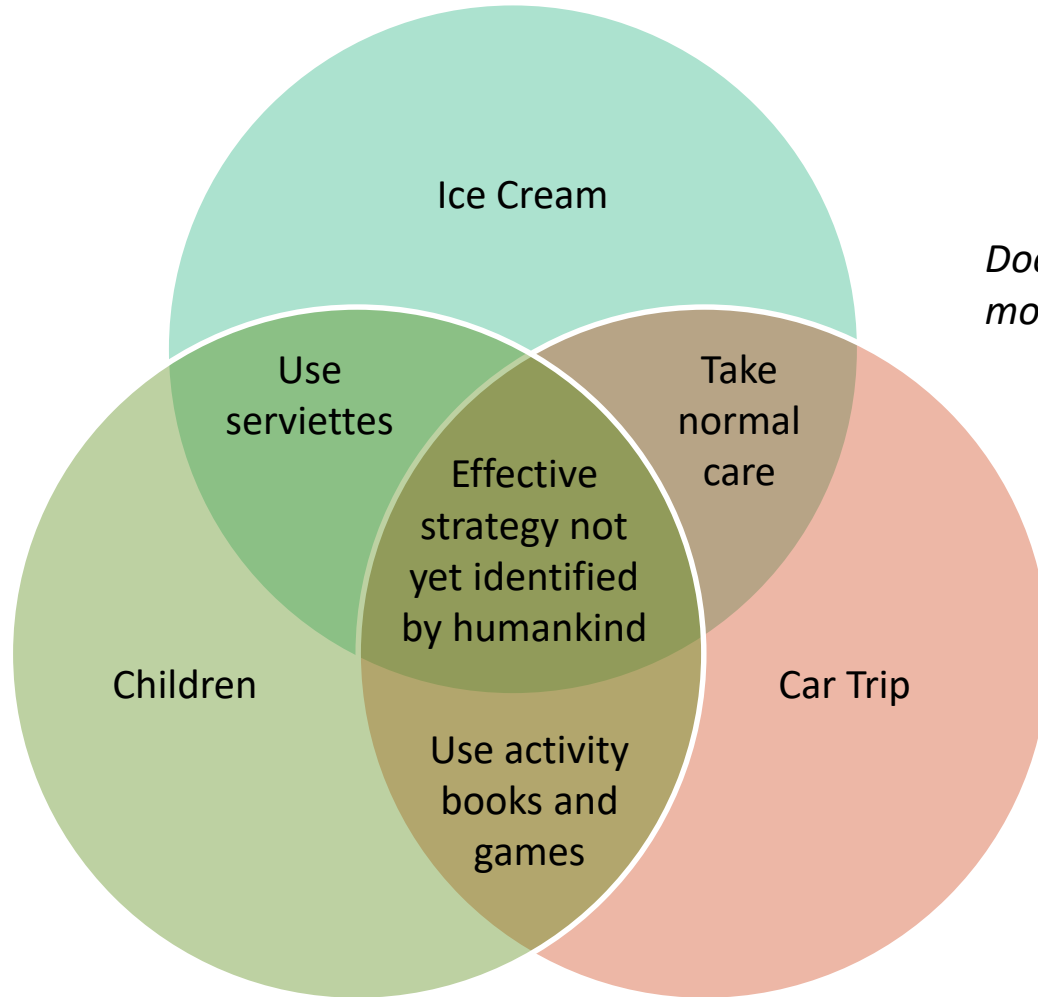 Ice Cream
Use
serviettes
Take
normal
care
Effective
strategy not
yet identified
by humankind
Children
Car Trip
Use activity
books and
games